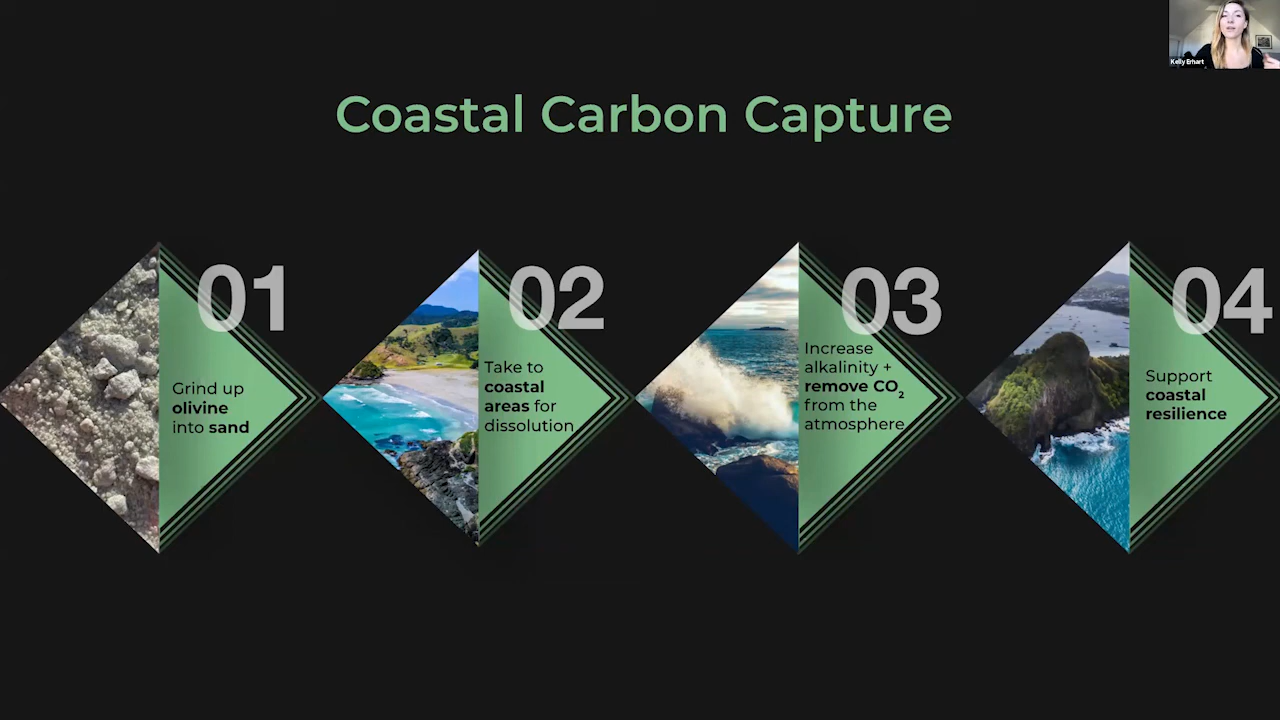 Kelly Erhart
Coastal Carbon Capture
01
Grind up
olivine
into sand
02
Take to
coastal
areas for
dissolution
03
Increase
alkalinity +
remove CO₂
from the
atmosphere
04
Support
coastal
resilience